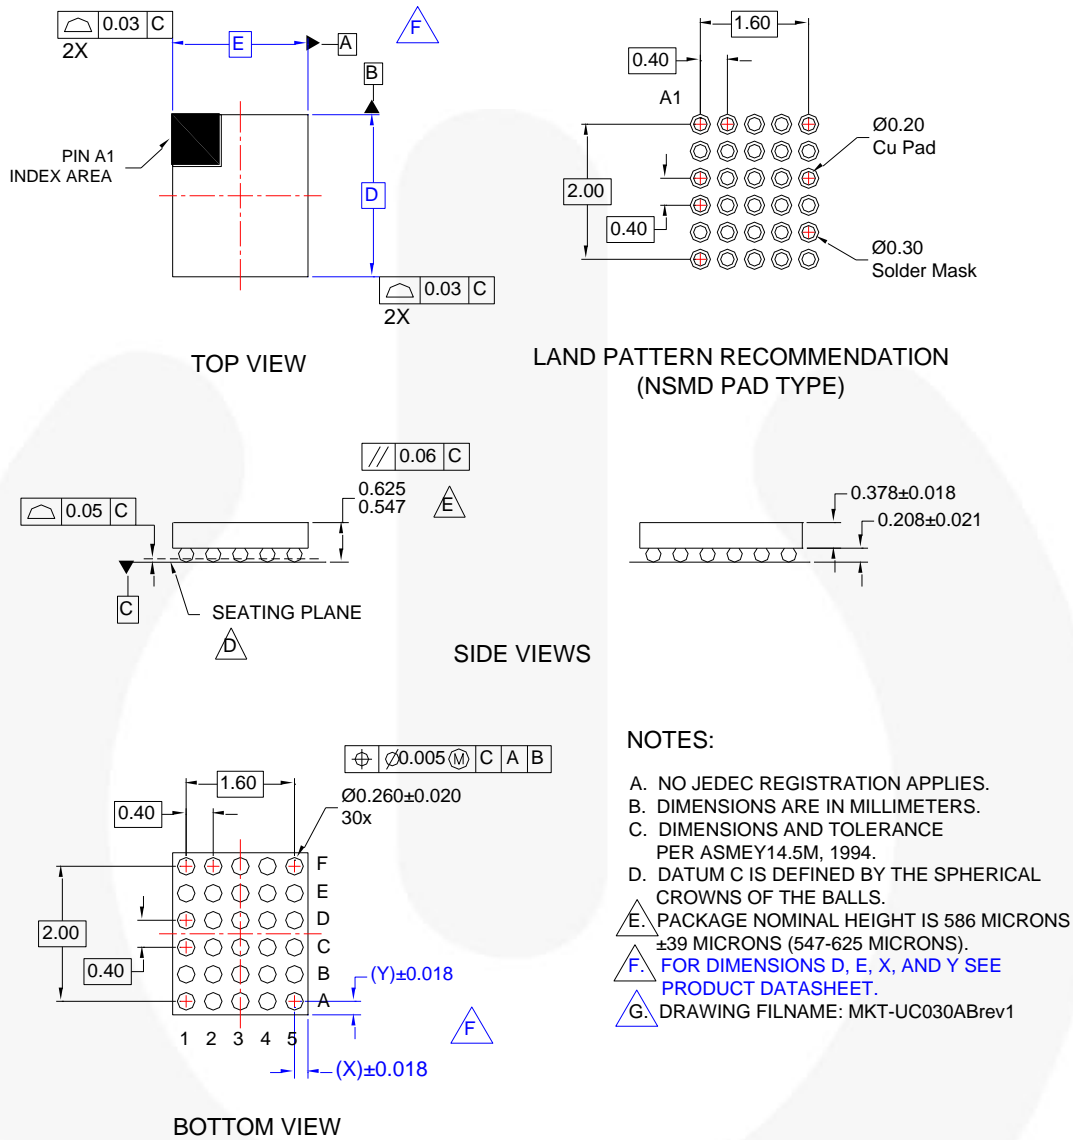 0.03 C
2X
E
A
F
B
PIN A1
INDEX AREA
D
0.03 C
2X
TOP VIEW
1.60
0.40
A1
Ø0.20
Cu Pad
2.00
0.40
Ø0.30
Solder Mask
LAND PATTERN RECOMMENDATION
(NSMD PAD TYPE)
// 0.06 C
0.625
0.547
E
0.05 C
C
SEATING PLANE
D
0.378±0.018
0.208±0.021
SIDE VIEWS
Ø0.005 Ⓜ C A B
1.60
0.40
Ø0.260±0.020
30x
F
E
D
C
B
A
2.00
0.40
(Y)±0.018
F
1 2 3 4 5
(X)±0.018
BOTTOM VIEW
NOTES:
A. NO JEDEC REGISTRATION APPLIES.
B. DIMENSIONS ARE IN MILLIMETERS.
C. DIMENSIONS AND TOLERANCE
PER ASMEY14.5M, 1994.
D. DATUM C IS DEFINED BY THE SPHERICAL
CROWNS OF THE BALLS.
E. PACKAGE NOMINAL HEIGHT IS 586 MICRONS
±39 MICRONS (547-625 MICRONS).
F. FOR DIMENSIONS D, E, X, AND Y SEE
PRODUCT DATASHEET.
G. DRAWING FILNAME: MKT-UC030ABrev1